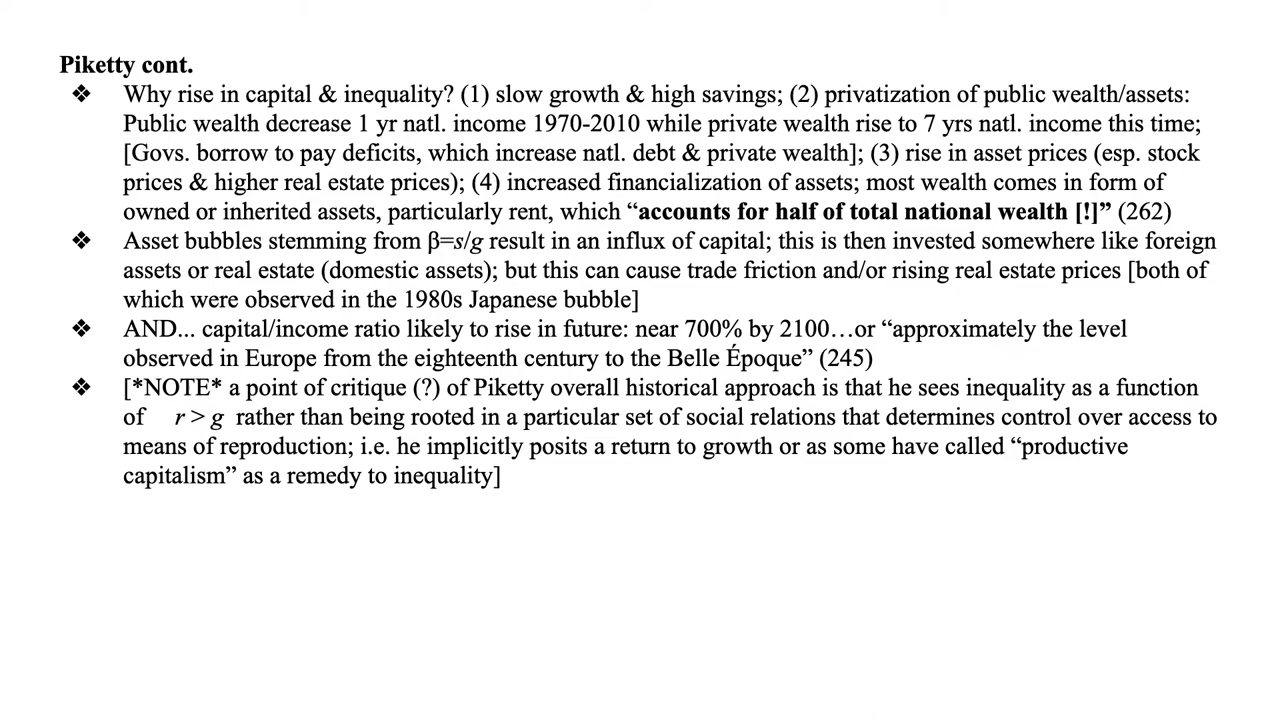 Piketty cont.
❖ Why rise in capital & inequality? (1) slow growth & high savings; (2) privatization of public wealth/assets:
Public wealth decrease 1 yr natl. income 1970-2010 while private wealth rise to 7 yrs natl. income this time;
[Govs. borrow to pay deficits, which increase natl. debt & private wealth]; (3) rise in asset prices (esp. stock
prices & higher real estate prices); (4) increased financialization of assets; most wealth comes in form of
owned or inherited assets, particularly rent, which “accounts for half of total national wealth [!]” (262)
❖ Asset bubbles stemming from β=s/g result in an influx of capital; this is then invested somewhere like foreign
assets or real estate (domestic assets); but this can cause trade friction and/or rising real estate prices [both of
which were observed in the 1980s Japanese bubble]
❖ AND... capital/income ratio likely to rise in future: near 700% by 2100…or “approximately the level
observed in Europe from the eighteenth century to the Belle Époque” (245)
❖ [*NOTE* a point of critique (?) of Piketty overall historical approach is that he sees inequality as a function
of r > g rather than being rooted in a particular set of social relations that determines control over access to
means of reproduction; i.e. he implicitly posits a return to growth or as some have called “productive
capitalism” as a remedy to inequality]